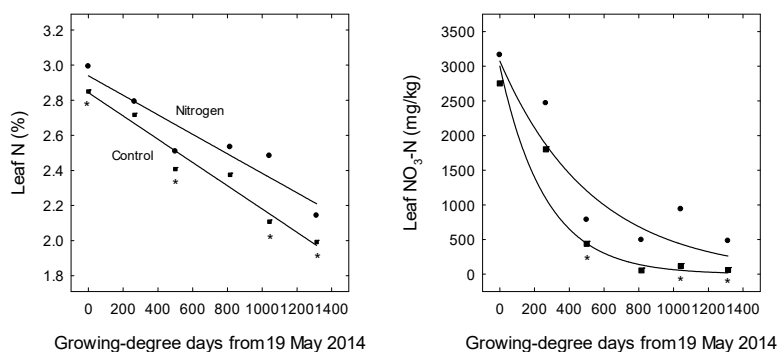 3.2
3.0
2.8
2.6
2.4
2.2
2.0
1.8
Leaf N (%)
Nitrogen
Control
*
*
*
*
0 200 400 600 800 1000 1200 1400
Growing-degree days from 19 May 2014
3500
3000
2500
2000
1500
1000
500
0
Leaf NO₃-N (mg/kg)
*
*
*
0 200 400 600 800 1000 1200 1400
Growing-degree days from 19 May 2014